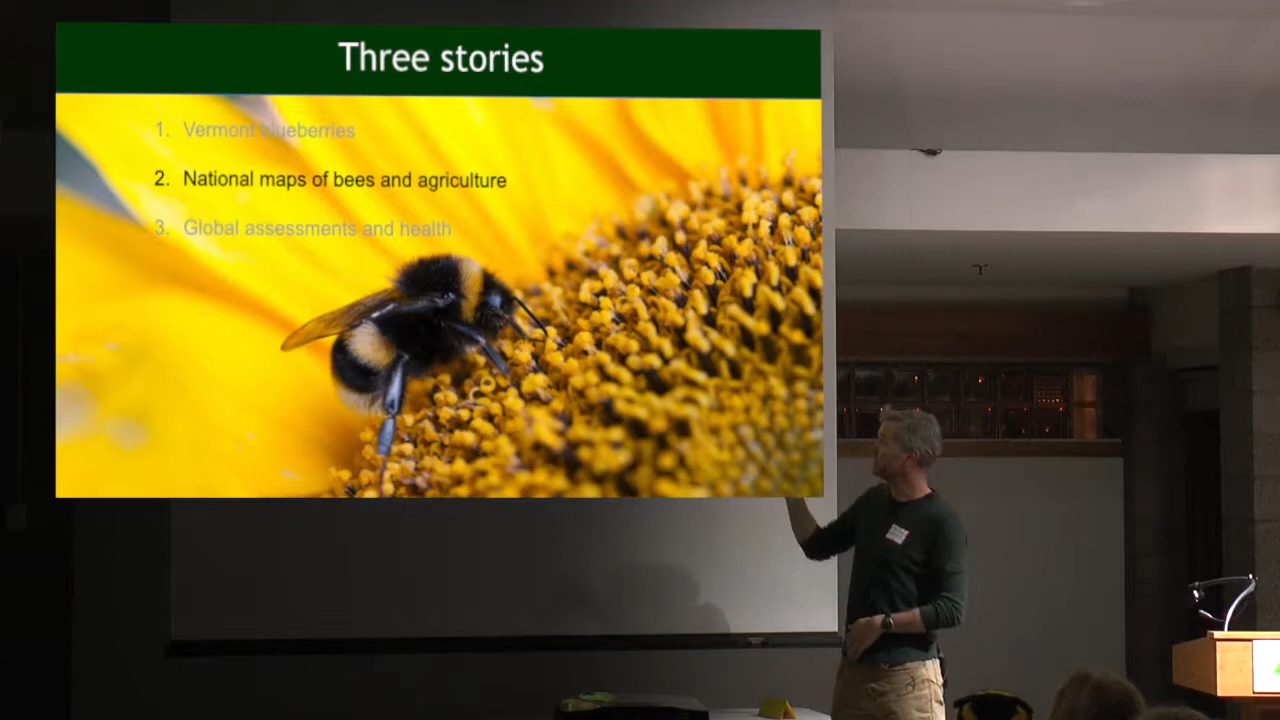 Three stories
1. Vermont blueberries
2. National maps of bees and agriculture
3. Global assessments and health